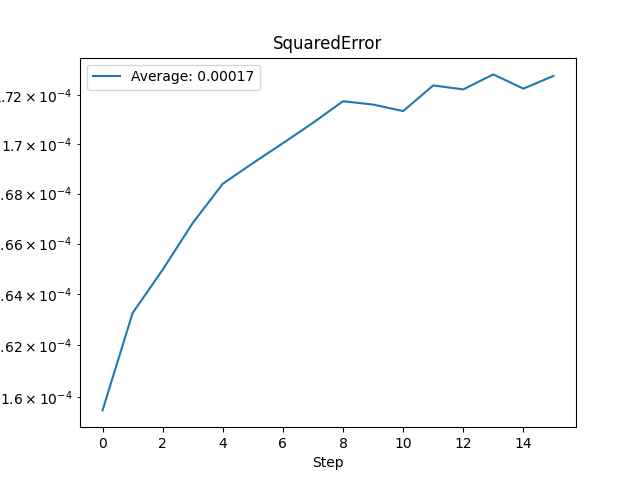 SquaredError
Average: 0.00017
.72 × 10⁻⁴
1.7 × 10⁻⁴
.68 × 10⁻⁴
.66 × 10⁻⁴
.64 × 10⁻⁴
.62 × 10⁻⁴
1.6 × 10⁻⁴
0 2 4 6 8 10 12 14
Step